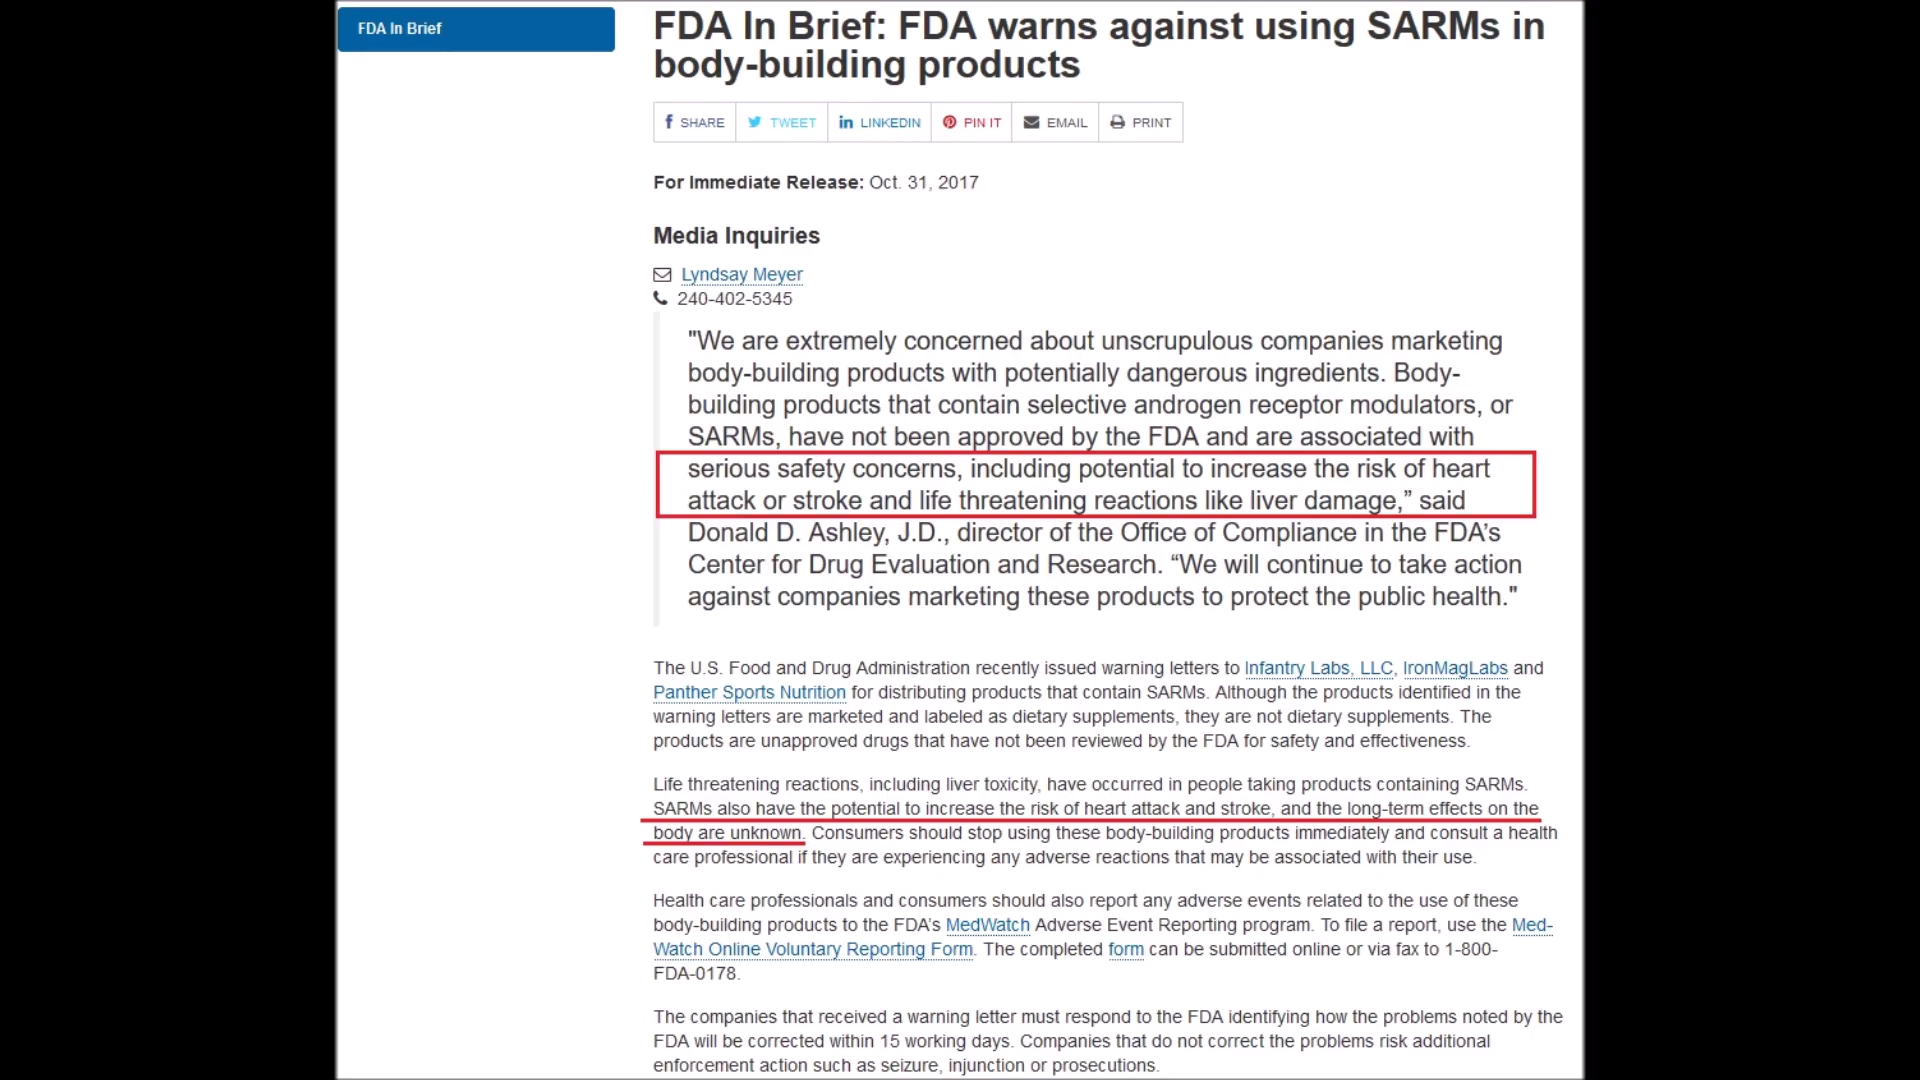 FDA In Brief
FDA In Brief: FDA warns against using SARMs in
body-building products
SHARE TWEET LINKEDIN PIN IT EMAIL PRINT
For Immediate Release: Oct. 31, 2017
Media Inquiries
Lyndsay Meyer
240-402-5345
"We are extremely concerned about unscrupulous companies marketing
body-building products with potentially dangerous ingredients. Body-
building products that contain selective androgen receptor modulators, or
SARMs, have not been approved by the FDA and are associated with
serious safety concerns, including potential to increase the risk of heart
attack or stroke and life threatening reactions like liver damage,” said
Donald D. Ashley, J.D., director of the Office of Compliance in the FDA’s
Center for Drug Evaluation and Research. “We will continue to take action
against companies marketing these products to protect the public health."
The U.S. Food and Drug Administration recently issued warning letters to Infantry Labs, LLC, IronMagLabs and
Panther Sports Nutrition for distributing products that contain SARMs. Although the products identified in the
warning letters are marketed and labeled as dietary supplements, they are not dietary supplements. The
products are unapproved drugs that have not been reviewed by the FDA for safety and effectiveness.
Life threatening reactions, including liver toxicity, have occurred in people taking products containing SARMs.
SARMs also have the potential to increase the risk of heart attack and stroke, and the long-term effects on the
body are unknown. Consumers should stop using these body-building products immediately and consult a health
care professional if they are experiencing any adverse reactions that may be associated with their use.
Health care professionals and consumers should also report any adverse events related to the use of these
body-building products to the FDA’s MedWatch Adverse Event Reporting program. To file a report, use the Med-
Watch Online Voluntary Reporting Form. The completed form can be submitted online or via fax to 1-800-
FDA-0178.
The companies that received a warning letter must respond to the FDA identifying how the problems noted by the
FDA will be corrected within 15 working days. Companies that do not correct the problems risk additional
enforcement action such as seizure, injunction or prosecutions.